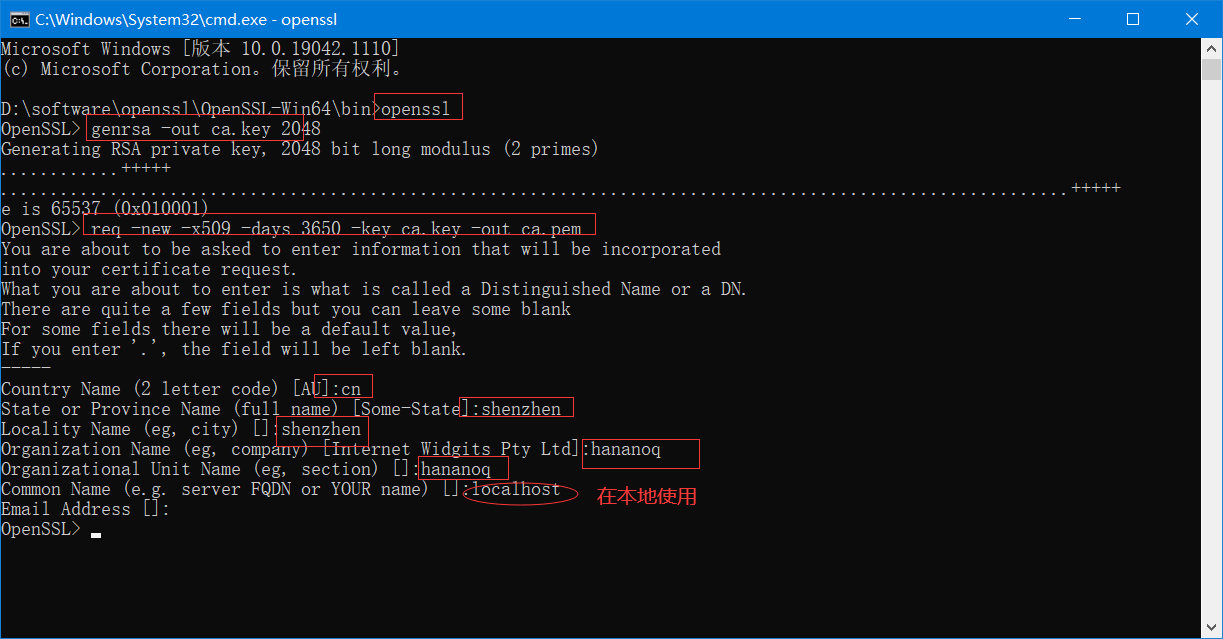 C:\Windows\System32\cmd.exe - openssl
Microsoft Windows [版本 10.0.19042.1110]
(c) Microsoft Corporation。保留所有权利。
D:\software\openssl\OpenSSL-Win64\bin>openssl
OpenSSL> genrsa -out ca.key 2048
Generating RSA private key, 2048 bit long modulus (2 primes)
............+++++
...........................................................................................................+++++
e is 65537 (0x010001)
OpenSSL> req -new -x509 -days 3650 -key ca.key -out ca.pem
You are about to be asked to enter information that will be incorporated
into your certificate request.
What you are about to enter is what is called a Distinguished Name or a DN.
There are quite a few fields but you can leave some blank
For some fields there will be a default value,
If you enter '.', the field will be left blank.
-----
Country Name (2 letter code) [AU]:cn
State or Province Name (full name) [Some-State]:shenzhen
Locality Name (eg, city) []:shenzhen
Organization Name (eg, company) [Internet Widgits Pty Ltd]:hananoq
Organizational Unit Name (eg, section) []:hananoq
Common Name (e.g. server FQDN or YOUR name) []:localhost 在本地使用
Email Address []:
OpenSSL>